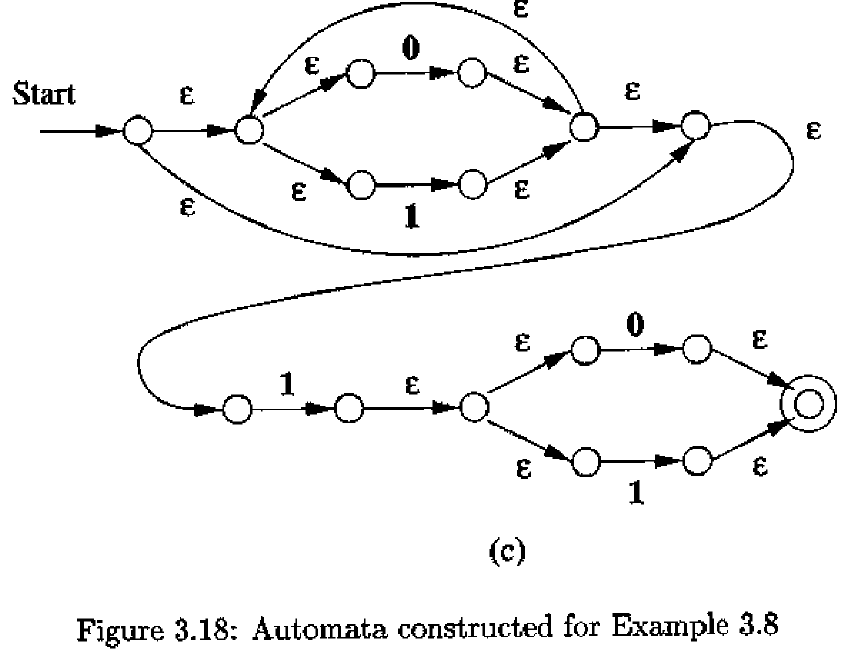 ε
0
ε ε
Start ε ε
ε
ε ε ε
1
0
ε ε
1 ε
ε ε
1
(c)
Figure 3.18: Automata constructed for Example 3.8